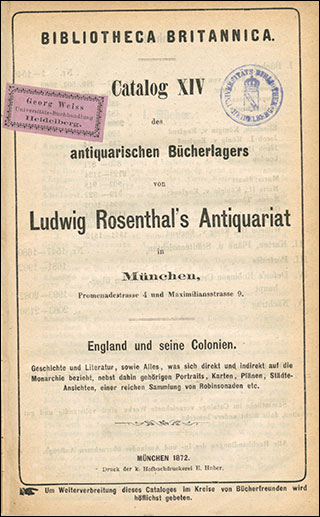 BIBLIOTHECA BRITANNICA.
Catalog XIV
Georg Weiss
Universitäts-Buchhandlung
Heidelberg.
des
antiquarischen Bücherlagers
von
Ludwig Rosenthal's Antiquariat
in
München,
Promenadestrasse 4 und Maximiliansstrasse 9.
England und seine Colonien.
Geschichte und Literatur, sowie Alles, was sich direkt und indirekt auf die
Monarchie bezieht, nebst dahin gehörigen Portraits, Karten, Plänen, Städte-
Ansichten, einer reichen Sammlung von Robinsonaden etc.
MÜNCHEN 1872.
Druck der k. Hofbuchdruckerei E. Huber.
Um Weiterverbreitung dieses Cataloges im Kreise von Bücherfreunden wird
höflichst gebeten.